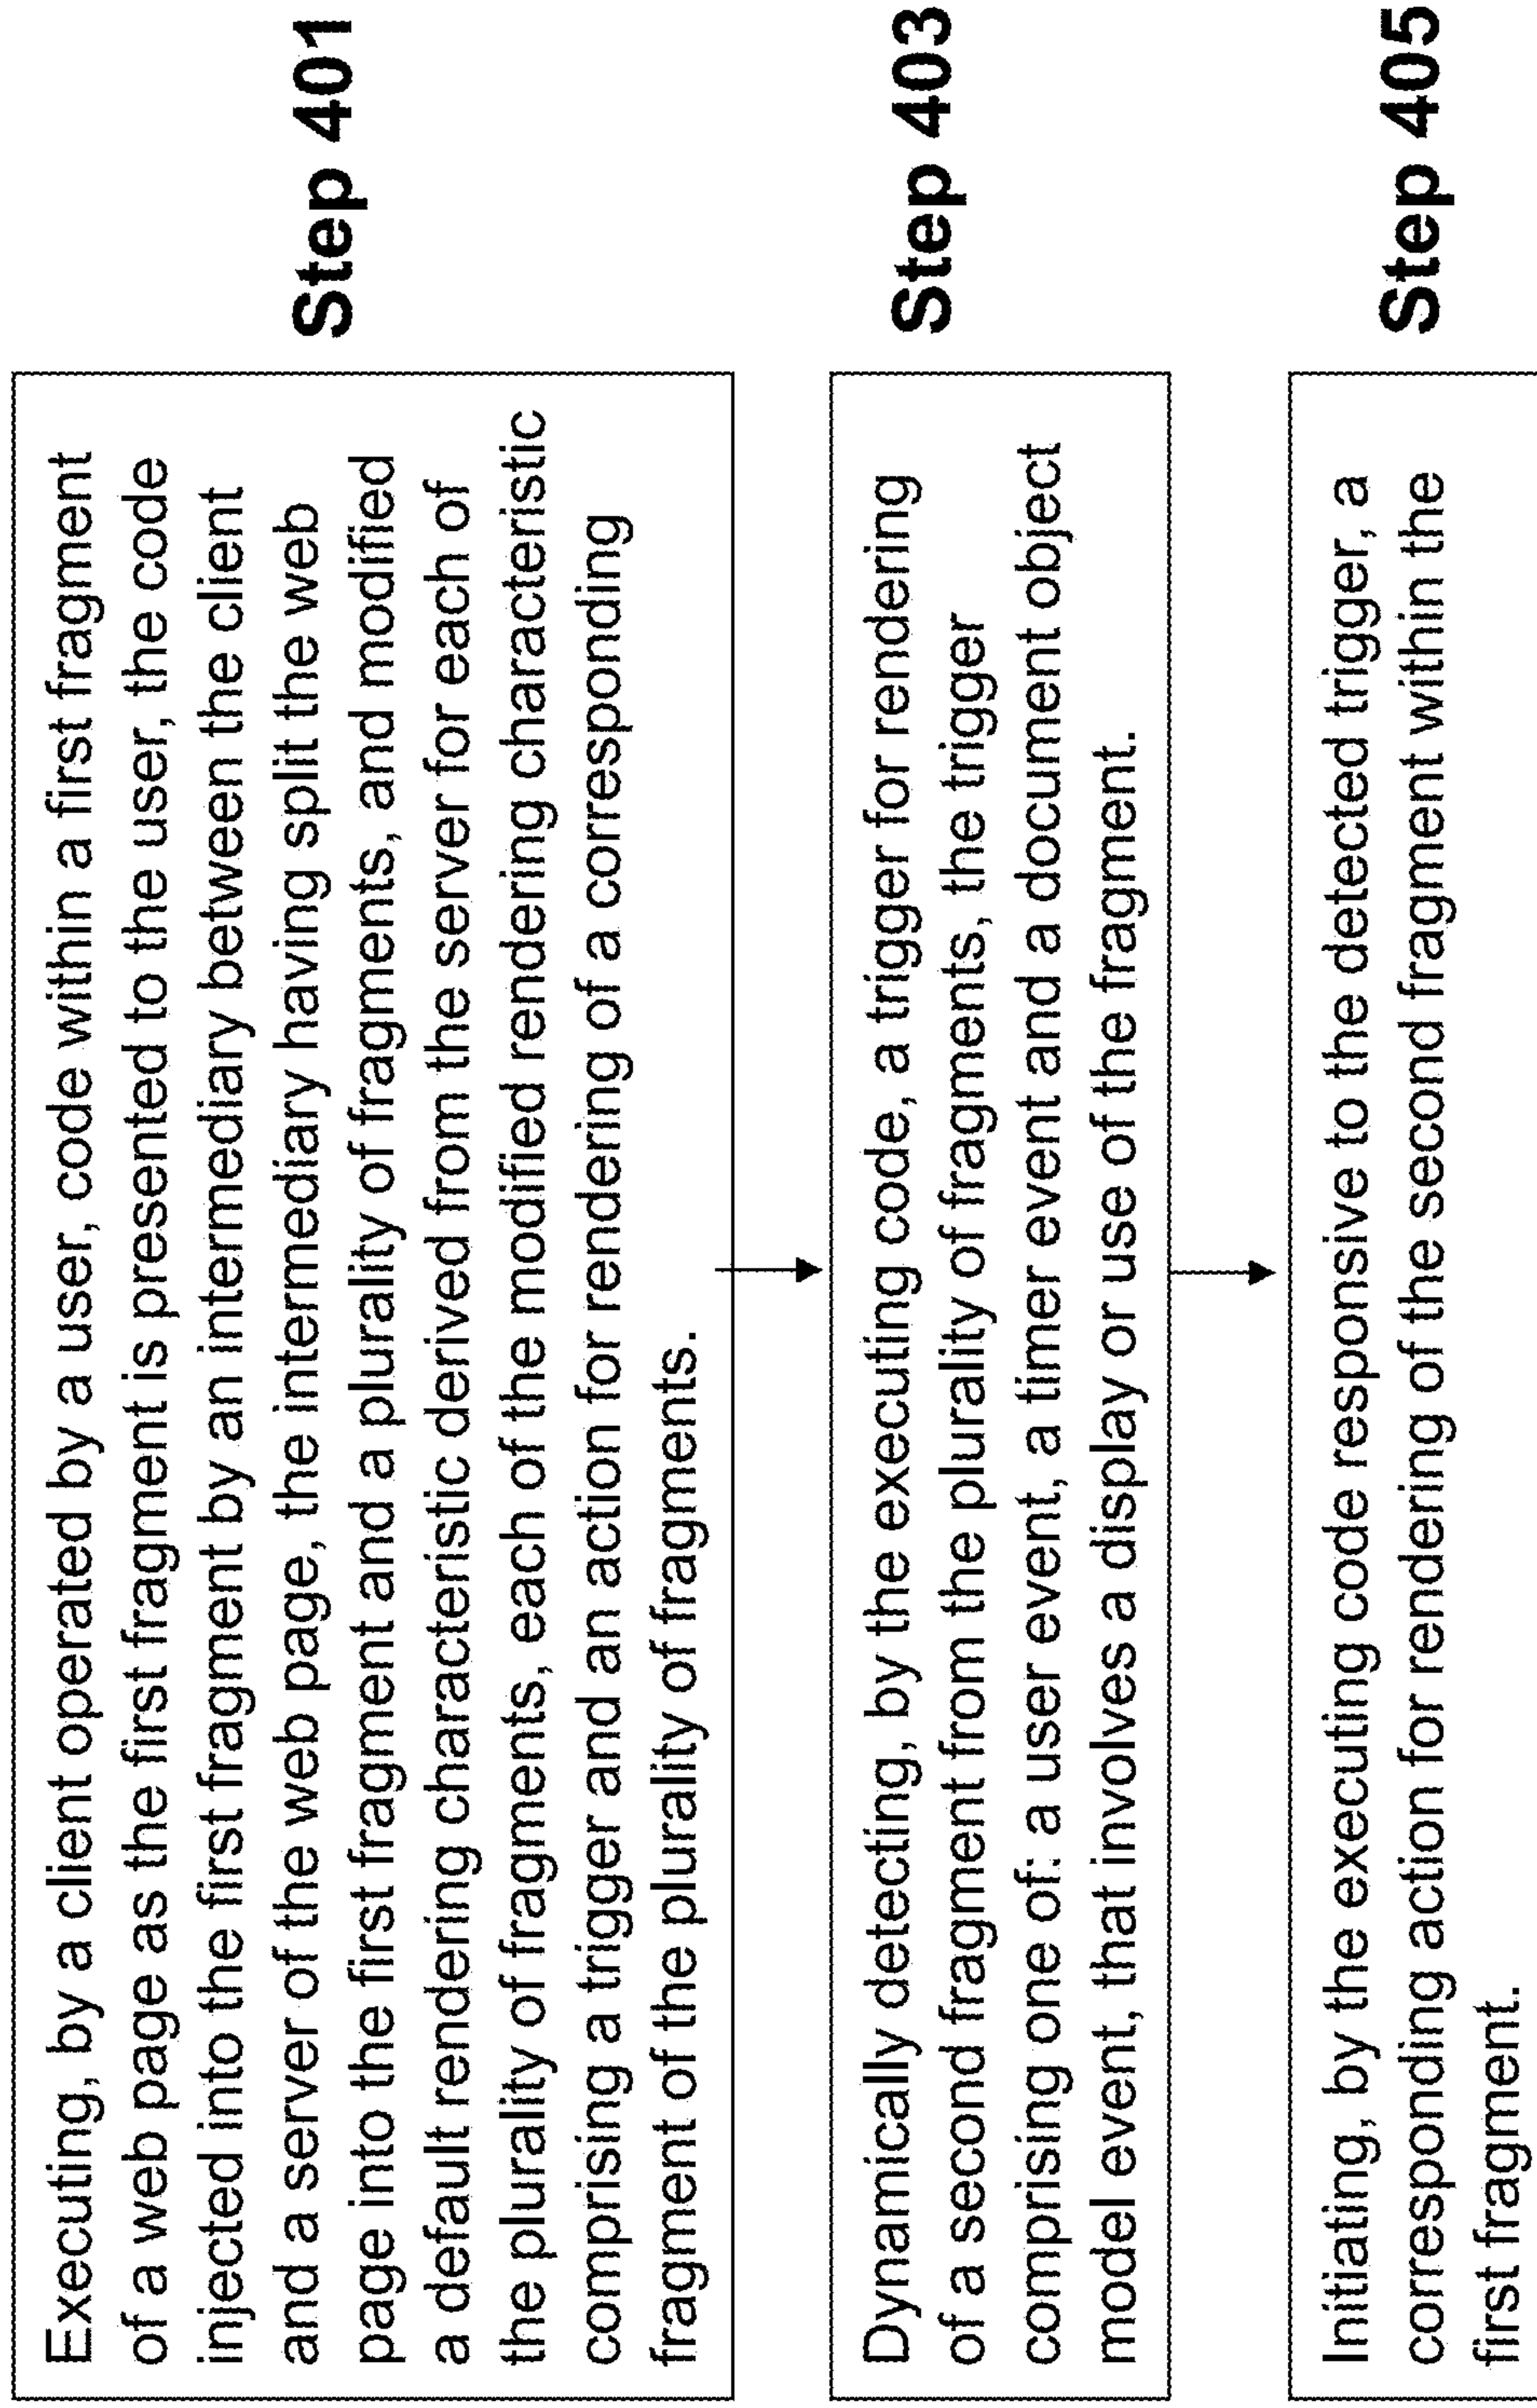 Executing, by a client operated by a user, code within a first fragment
of a web page as the first fragment is presented to the user, the code
injected into the first fragment by an intermediary between the client
and a server of the web page, the intermediary having split the web
page into the first fragment and a plurality of fragments, and modified
a default rendering characteristic derived from the server for each of
the plurality of fragments, each of the modified rendering characteristic
comprising a trigger and an action for rendering of a corresponding
fragment of the plurality of fragments.
Step 401
Dynamically detecting, by the executing code, a trigger for rendering
of a second fragment from the plurality of fragments, the trigger
comprising one of: a user event, a timer event and a document object
model event, that involves a display or use of the fragment.
Step 403
Initiating, by the executing code responsive to the detected trigger, a
corresponding action for rendering of the second fragment within the
first fragment.
Step 405